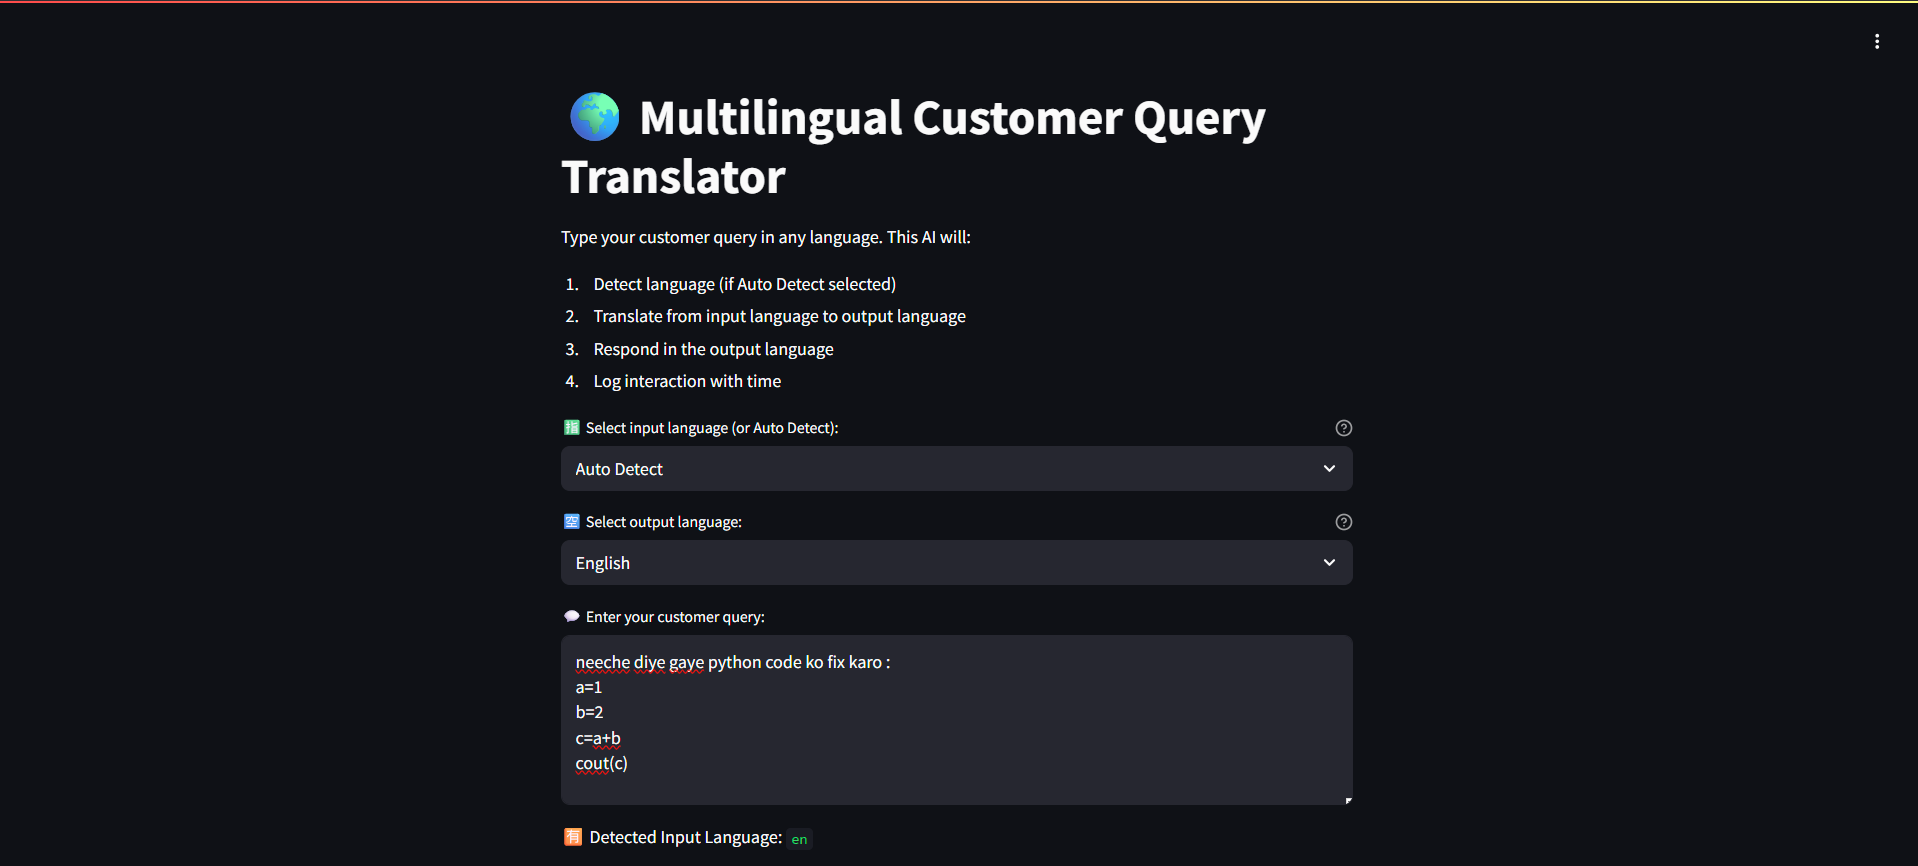 🌍 Multilingual Customer Query
Translator
Type your customer query in any language. This AI will:
1. Detect language (if Auto Detect selected)
2. Translate from input language to output language
3. Respond in the output language
4. Log interaction with time
🈯 Select input language (or Auto Detect):
Auto Detect
🈳 Select output language:
English
💬 Enter your customer query:
neeche diye gaye python code ko fix karo :
a=1
b=2
c=a+b
cout(c)
🈶 Detected Input Language: en